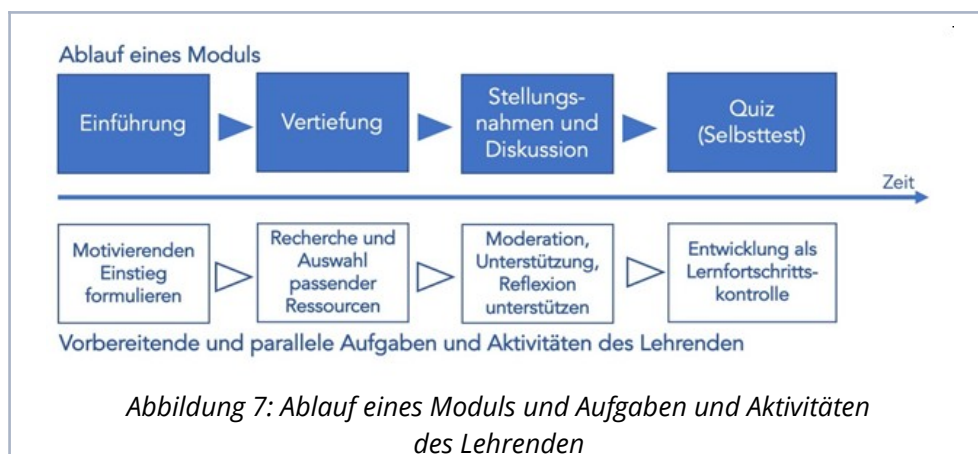 Ablauf eines Moduls
Einführung
Vertiefung
Stellungs-
nahmen und
Diskussion
Quiz
(Selbsttest)
Zeit
Motivierenden
Einstieg
formulieren
Recherche und
Auswahl
passender
Ressourcen
Moderation,
Unterstützung,
Reflexion
unterstützen
Entwicklung als
Lernfortschritts-
kontrolle
Vorbereitende und parallele Aufgaben und Aktivitäten des Lehrenden
Abbildung 7: Ablauf eines Moduls und Aufgaben und Aktivitäten
des Lehrenden